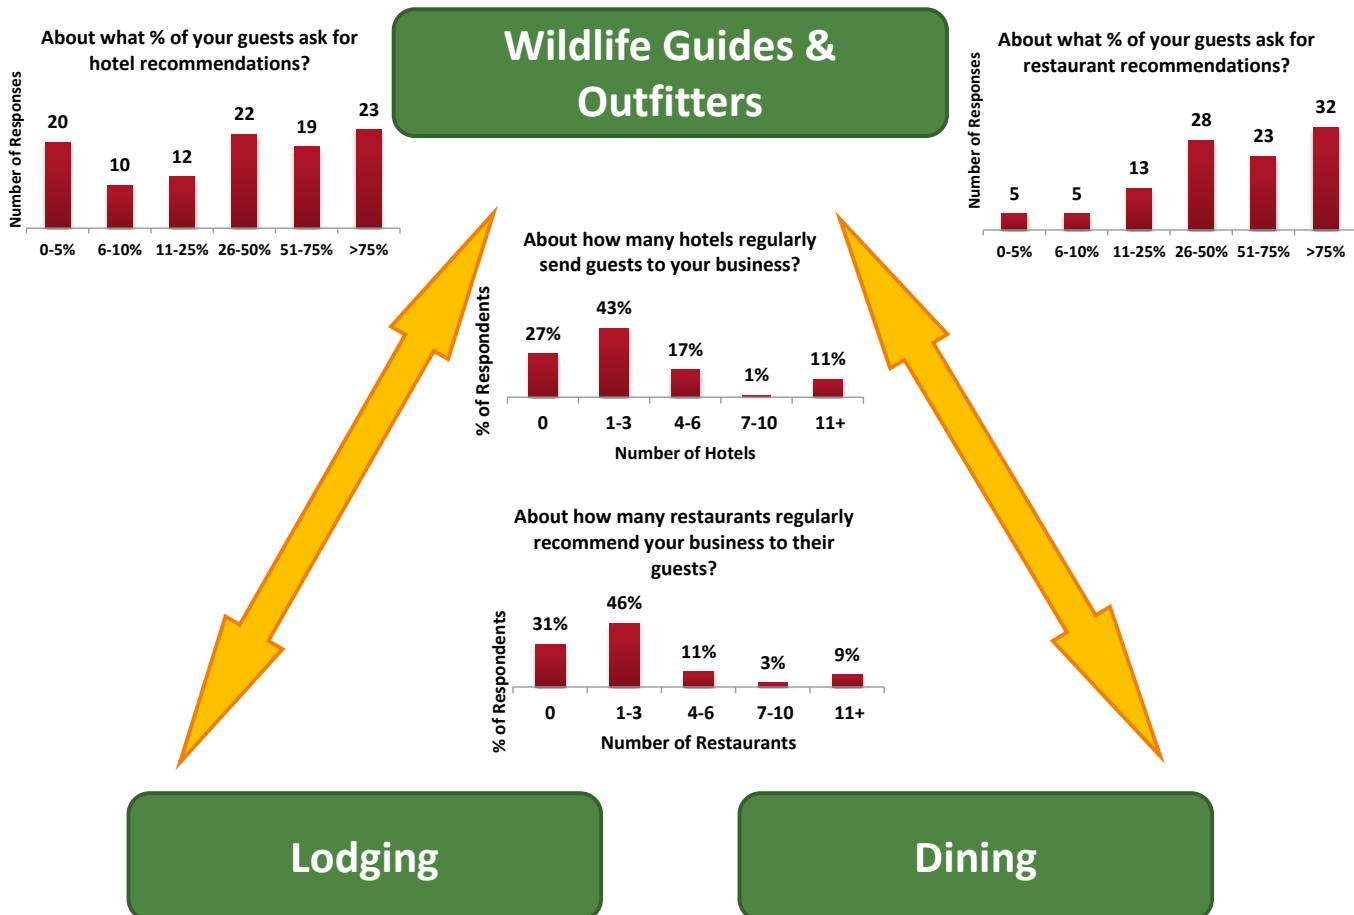 About what % of your guests ask for
hotel recommendations?
Number of Responses
20
10
12
22
19
23
0-5%
6-10%
11-25%
26-50%
51-75%
>75%
Wildlife Guides &
Outfitters
About what % of your guests ask for
restaurant recommendations?
Number of Responses
5
5
13
28
23
32
0-5%
6-10%
11-25%
26-50%
51-75%
>75%
About how many hotels regularly
send guests to your business?
% of Respondents
27%
43%
17%
1%
11%
0
1-3
4-6
7-10
11+
Number of Hotels
About how many restaurants regularly
recommend your business to their
guests?
% of Respondents
31%
46%
11%
3%
9%
0
1-3
4-6
7-10
11+
Number of Restaurants
Lodging
Dining